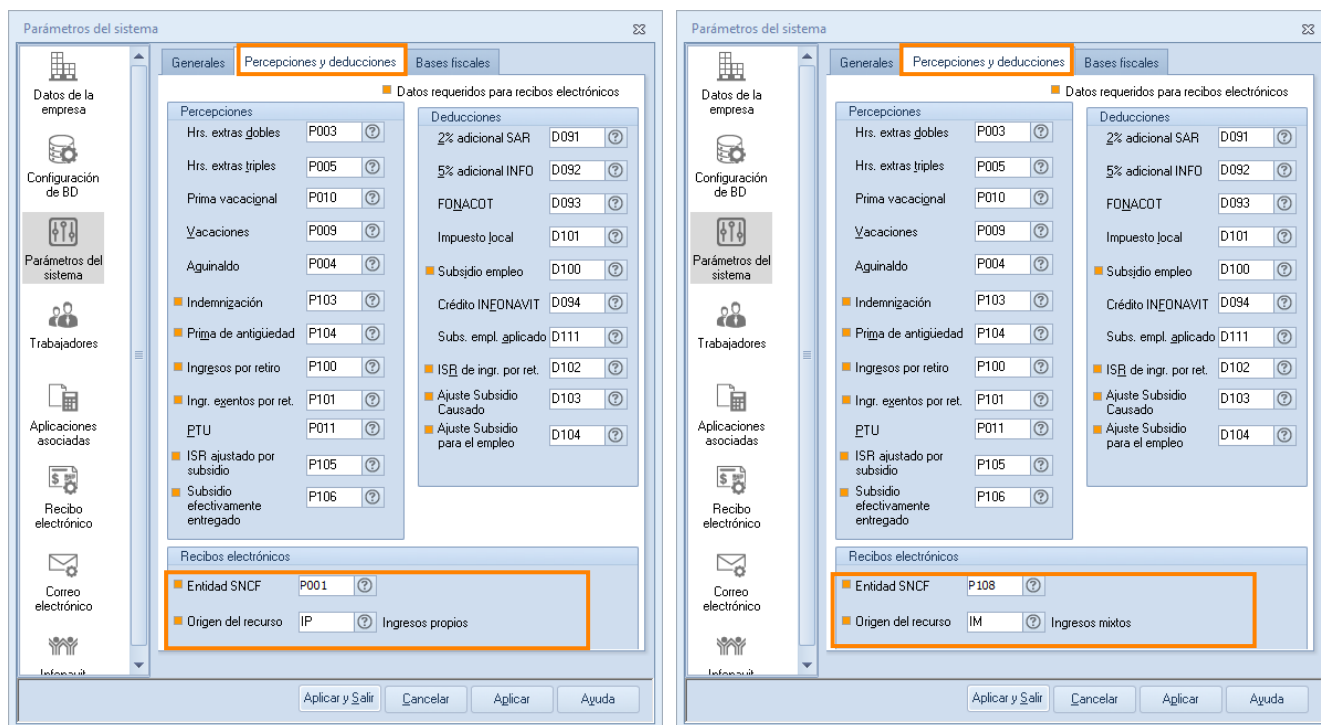 Parámetros del sistema
Datos de la
empresa
Configuración
de BD
Parámetros del
sistema
Trabajadores
Aplicaciones
asociadas
Recibo
electrónico
Correo
electrónico
Infonavit
Generales Percepciones y deducciones Bases fiscales
Datos requeridos para recibos electrónicos
Percepciones
Hrs. extras dobles P003
Hrs. extras triples P005
Prima vacacional P010
Vacaciones P009
Aguinaldo P004
Indemnización P103
Prima de antigüedad P104
Ingresos por retiro P100
Ingr. exentos por ret. P101
PTU P011
ISR ajustado por
subsidio P105
Subsidio
efectivamente
entregado P106
Deducciones
2% adicional SAR D091
5% adicional INFO D092
FONACOT D093
Impuesto local D101
Subsidio empleo D100
Crédito INFONAVIT D094
Subs. empl. aplicado D111
ISR de ingr. por ret. D102
Ajuste Subsidio
Causado D103
Ajuste Subsidio
para el empleo D104
Recibos electrónicos
Entidad SNCF P001
Origen del recurso IP Ingresos propios
Aplicar y Salir Cancelar Aplicar Ayuda
Parámetros del sistema
Datos de la
empresa
Configuración
de BD
Parámetros del
sistema
Trabajadores
Aplicaciones
asociadas
Recibo
electrónico
Correo
electrónico
Infonavit
Generales Percepciones y deducciones Bases fiscales
Datos requeridos para recibos electrónicos
Percepciones
Hrs. extras dobles P003
Hrs. extras triples P005
Prima vacacional P010
Vacaciones P009
Aguinaldo P004
Indemnización P103
Prima de antigüedad P104
Ingresos por retiro P100
Ingr. exentos por ret. P101
PTU P011
ISR ajustado por
subsidio P105
Subsidio
efectivamente
entregado P106
Deducciones
2% adicional SAR D091
5% adicional INFO D092
FONACOT D093
Impuesto local D101
Subsidio empleo D100
Crédito INFONAVIT D094
Subs. empl. aplicado D111
ISR de ingr. por ret. D102
Ajuste Subsidio
Causado D103
Ajuste Subsidio
para el empleo D104
Recibos electrónicos
Entidad SNCF P108
Origen del recurso IM Ingresos mixtos
Aplicar y Salir Cancelar Aplicar Ayuda